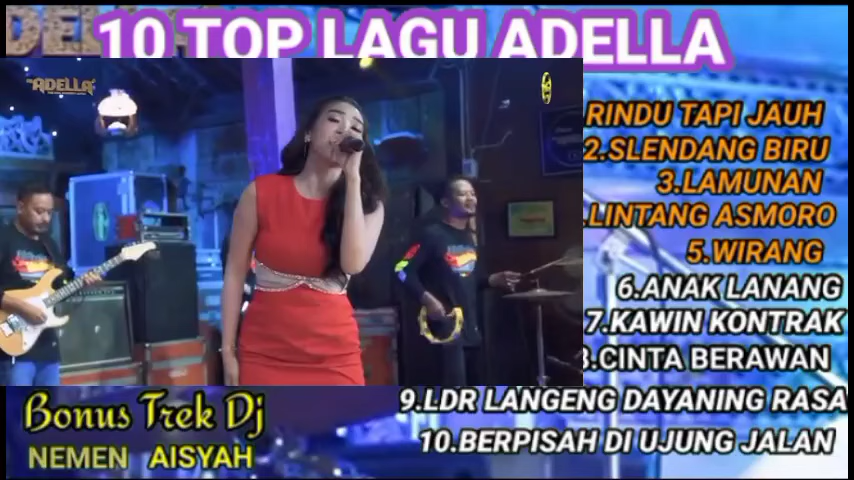 10 TOP LAGU ADELLA
ADELLA
RINDU TAPI JAUH
2.SLENDANG BIRU
3.LAMUNAN
.LINTANG ASMORO
5.WIRANG
6.ANAK LANANG
7.KAWIN KONTRAK
.CINTA BERAWAN
9.LDR LANGENG DAYANING RASA
10.BERPISAH DI UJUNG JALAN
Bonus Trek Dj
NEMEN AISYAH